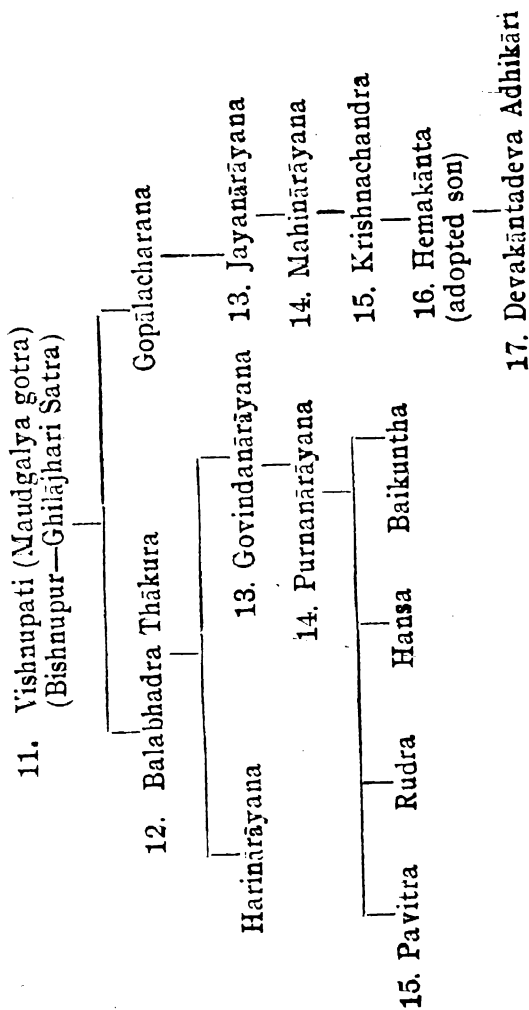 11. Vishnupati (Maudgalya gotra)
(Bishnupur—Ghilājhari Satra)
12. Balabhadra Thākura
Gopālacharana
Harinārāyana
13. Govindanārāyana
13. Jayanārāyana
14. Purnanārāyana
14. Mahinārāyana
15. Pavitra
Rudra
Hansa
Baikuntha
15. Krishnachandra
16. Hemakānta
(adopted son)
17. Devakāntadeva Adhikāri